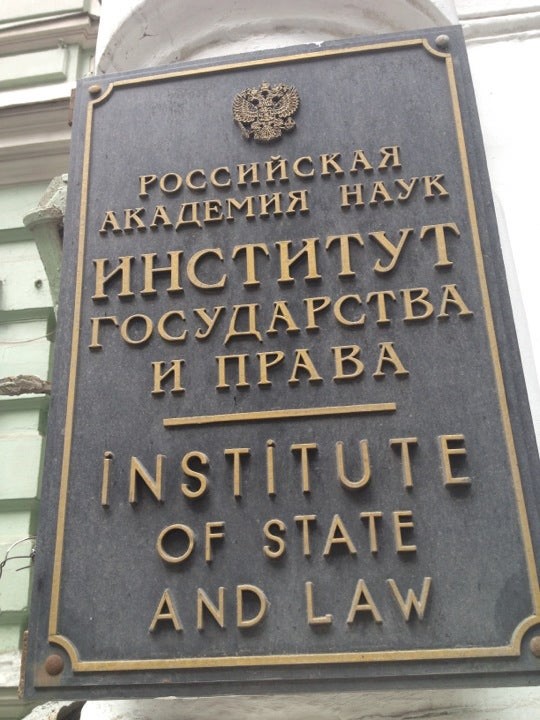 РОССИЙСКАЯ
АКАДЕМИЯ НАУК
ИНСТИТУТ
ГОСУДАРСТВА
И ПРАВА
INSTITUTE
OF STATE
AND LAW